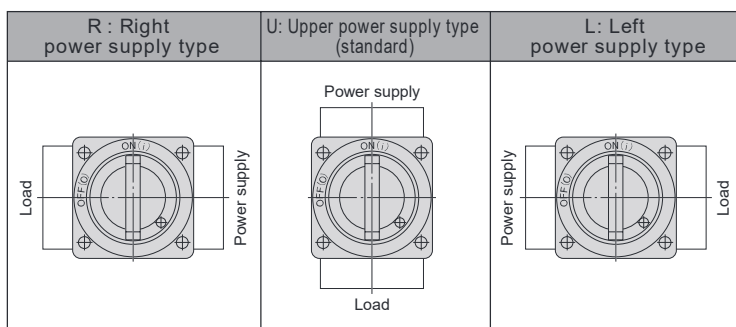 R : Right
power supply type
U: Upper power supply type
(standard)
L: Left
power supply type
Load
ON(i)
OFF(O)
Power supply
Power supply
ON(i)
Load
Power supply
ON(i)
OFF(O)
Load